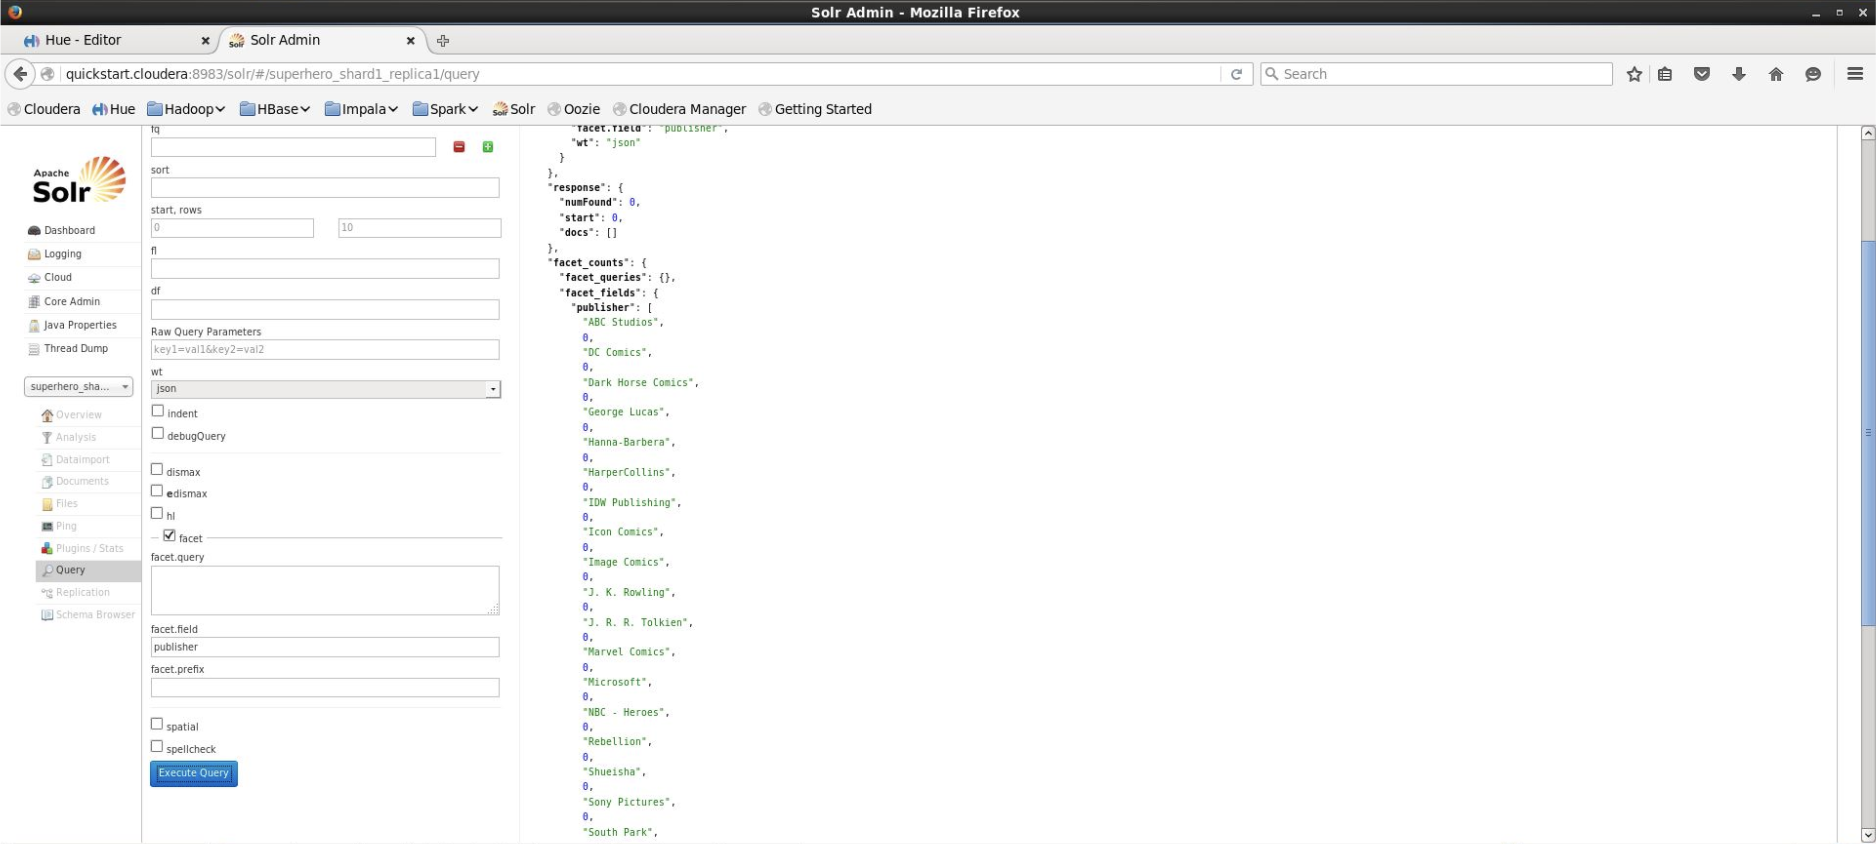 Solr Admin - Mozilla Firefox
Hue - Editor
Solr Admin
quickstart.cloudera:8983/solr/#/superhero_shard1_replica1/query
Search
Cloudera Hue Hadoop HBase Impala Spark Solr Oozie Cloudera Manager Getting Started
Apache
Solr
Dashboard
Logging
Cloud
Core Admin
Java Properties
Thread Dump
superhero_sha...
Overview
Analysis
Dataimport
Documents
Files
Ping
Plugins / Stats
Query
Replication
Schema Browser
fq
sort
start, rows
0 10
fl
df
Raw Query Parameters
key1=val1&key2=val2
wt
json
indent
debugQuery
dismax
edismax
hl
facet
facet.query
facet.field
publisher
facet.prefix
spatial
spellcheck
Execute Query
"facet.field": "publisher",
"wt": "json"
}
},
"response": {
"numFound": 0,
"start": 0,
"docs": []
},
"facet_counts": {
"facet_queries": {},
"facet_fields": {
"publisher": [
"ABC Studios",
0,
"DC Comics",
0,
"Dark Horse Comics",
0,
"George Lucas",
0,
"Hanna-Barbera",
0,
"HarperCollins",
0,
"IDW Publishing",
0,
"Icon Comics",
0,
"Image Comics",
0,
"J. K. Rowling",
0,
"J. R. R. Tolkien",
0,
"Marvel Comics",
0,
"Microsoft",
0,
"NBC - Heroes",
0,
"Rebellion",
0,
"Shueisha",
0,
"Sony Pictures",
0,
"South Park",